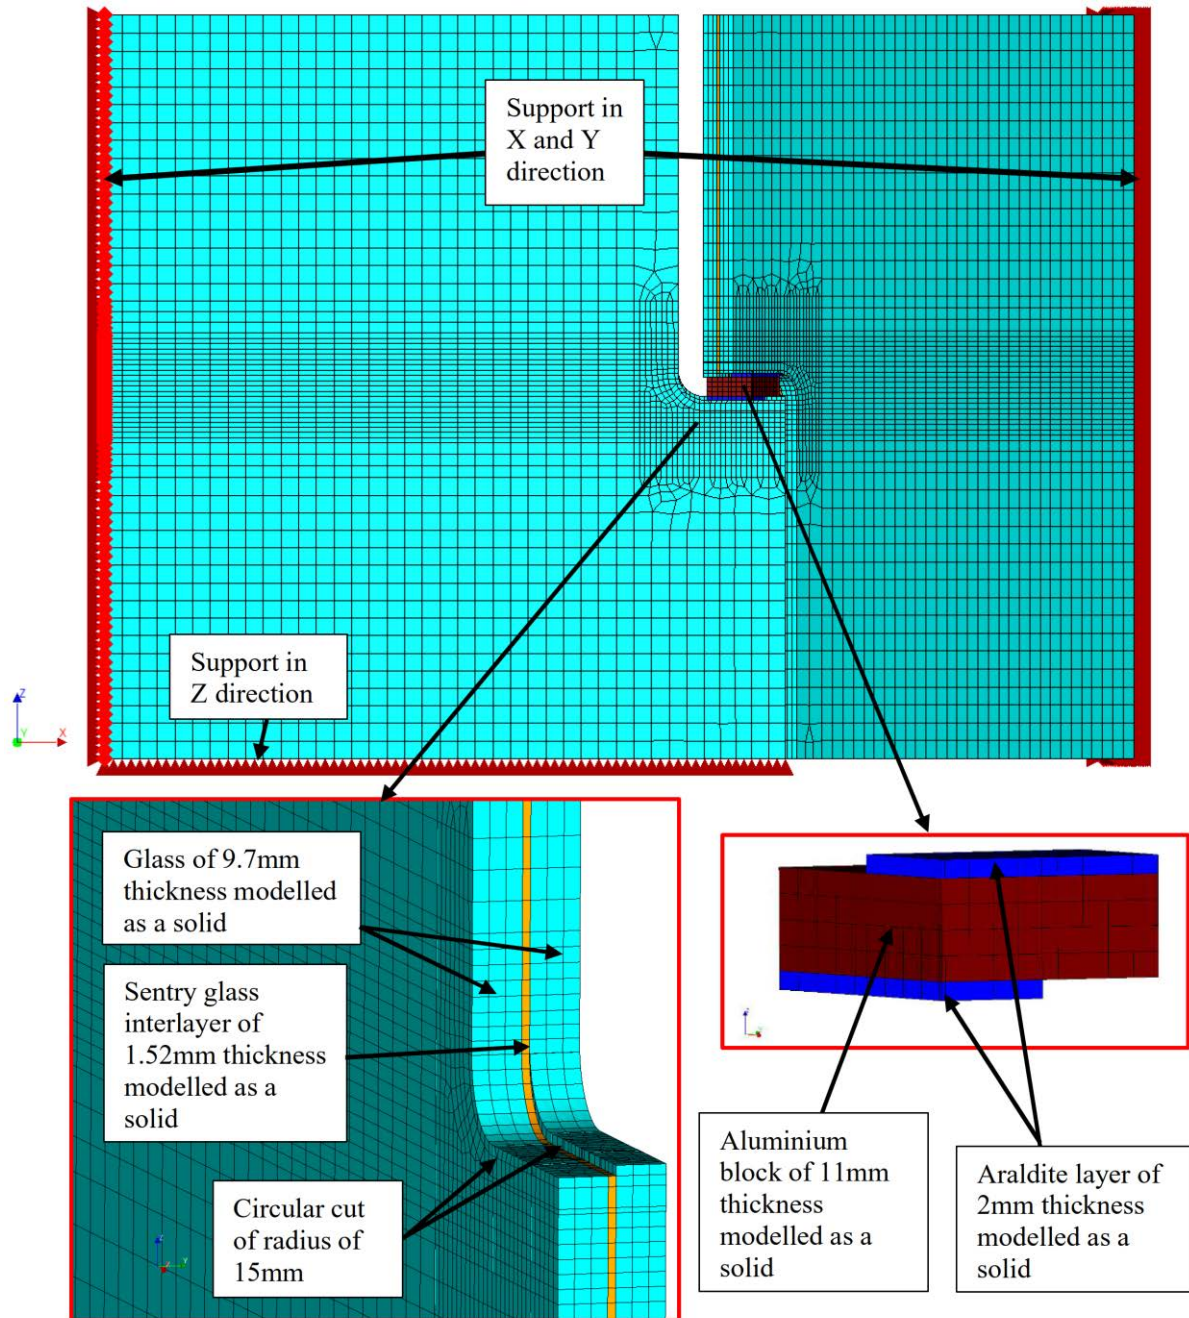 Support in
X and Y
direction
Support in
Z direction
Z
Y
X
Glass of 9.7mm
thickness modelled
as a solid
Sentry glass
interlayer of
1.52mm thickness
modelled as a
solid
Circular cut
of radius of
15mm
Aluminium
block of 11mm
thickness
modelled as a
solid
Araldite layer of
2mm thickness
modelled as a
solid